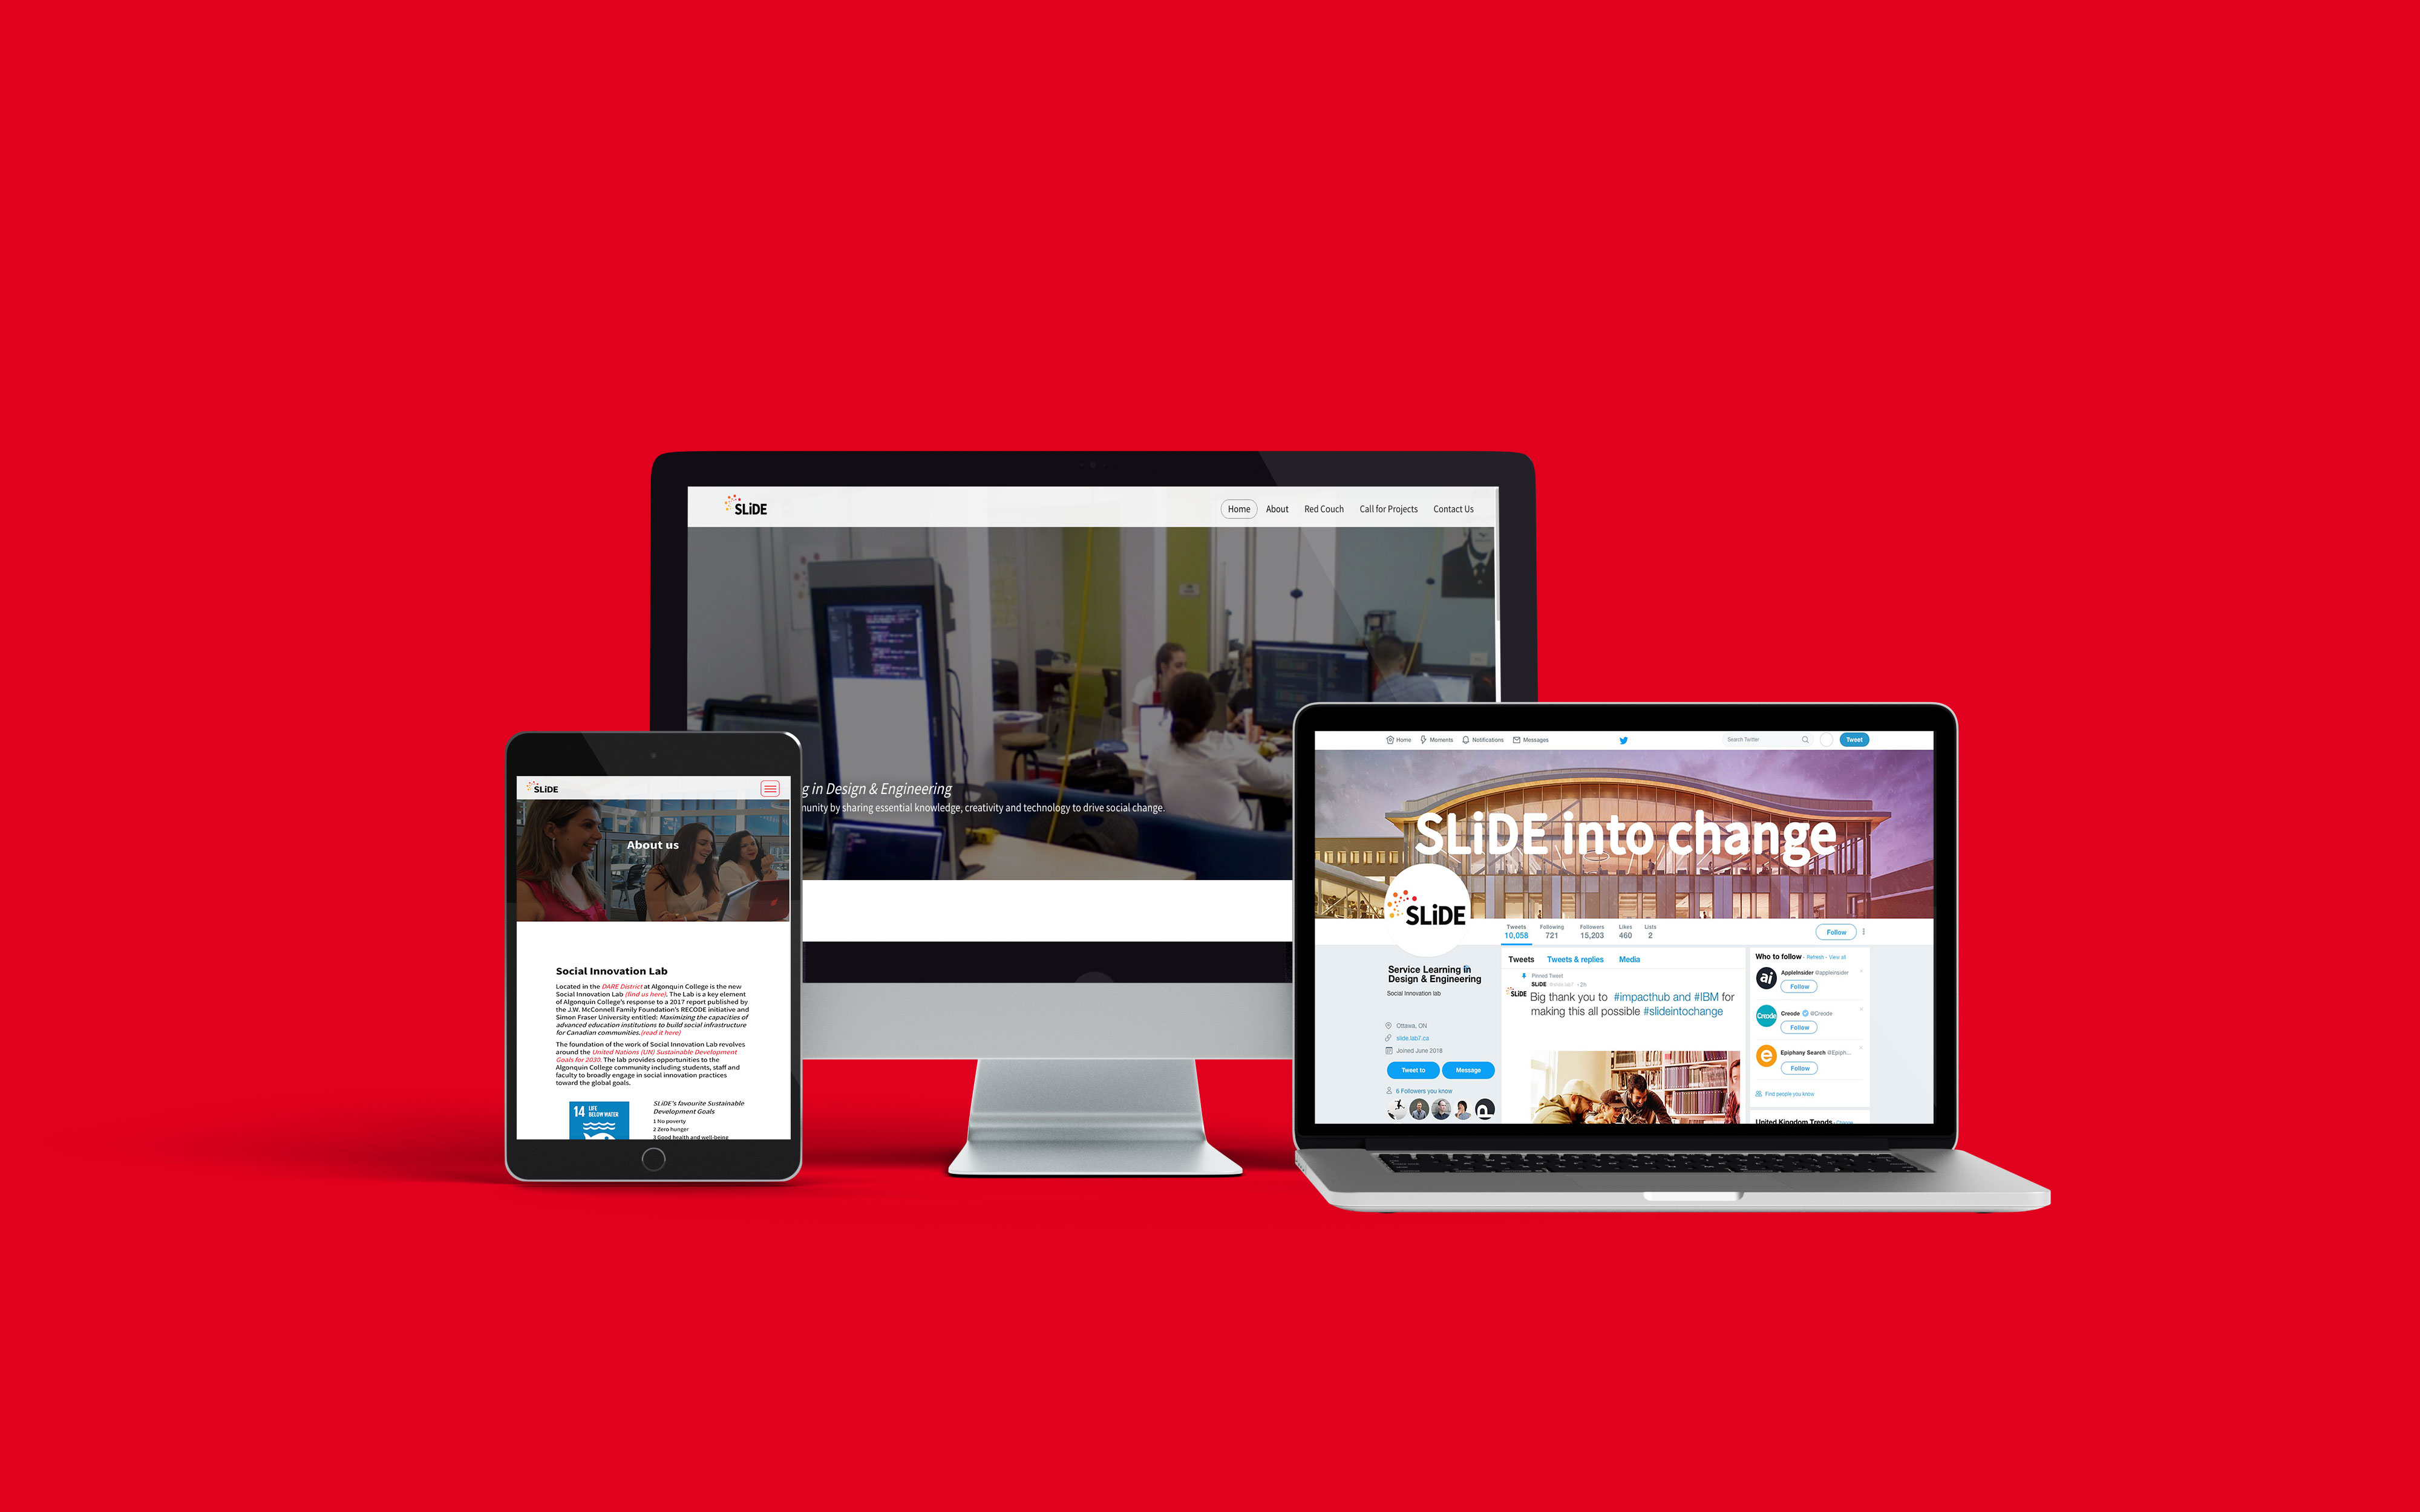 SLiDE
Home About Red Couch Call for Projects Contact Us
g in Design & Engineering
munity by sharing essential knowledge, creativity and technology to drive social change.
SLiDE
About us
Social Innovation Lab
Located in the DARE District at Algonquin College is the new
Social Innovation Lab (find us here). The Lab is a key element
of Algonquin College's response to a 2017 report published by
the J.W. McConnell Family Foundation's RECODE initiative and
Simon Fraser University entitled: Maximizing the capacities of
advanced education institutions to build social infrastructure
for Canadian communities.(read it here)
The foundation of the work of Social Innovation Lab revolves
around the United Nations (UN) Sustainable Development
Goals for 2030. The lab provides opportunities to the
Algonquin College community including students, staff and
faculty to broadly engage in social innovation practices
toward the global goals.
14 LIFE
BELOW WATER
SLiDE's favourite Sustainable
Development Goals
1 No poverty
2 Zero hunger
3 Good health and well-being
Home Moments Notifications Messages Search Twitter Tweet
SLiDE into change
SLiDE
Tweets Following Followers Likes Lists
10,058 721 15,203 460 2
Follow
Service Learning in
Design & Engineering
Social Innovation lab
Ottawa, ON
slide.lab7.ca
Joined June 2018
Tweet to Message
6 Followers you know
Tweets Tweets & replies Media
Pinned Tweet
SLiDE
SLiDE @slide.lab7 • 2h
Big thank you to #impacthub and #IBM for
making this all possible #slideintochange
Who to follow · Refresh · View all
ai
AppleInsider @appleinsider
Follow
Creode
Creode @Creode
Follow
e
Epiphany Search @Epiph...
Follow
Find people you know
United Kingdom Trends · Change